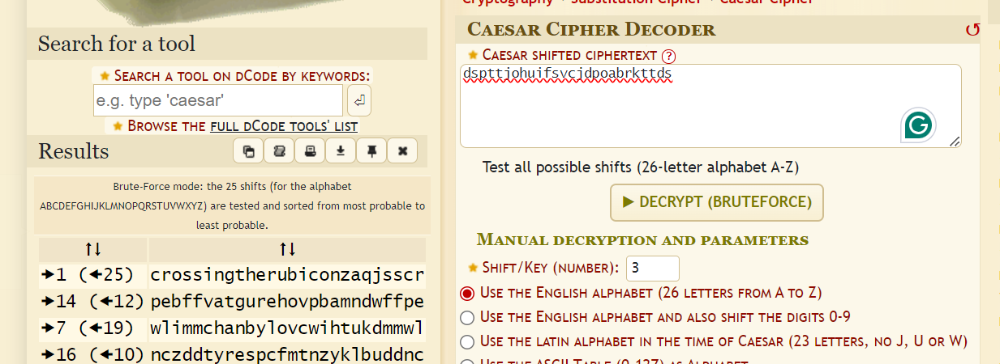 Search for a tool
★ SEARCH A TOOL ON DCODE BY KEYWORDS:
e.g. type 'caesar'
★ BROWSE THE FULL DCODE TOOLS' LIST
Results
Brute-Force mode: the 25 shifts (for the alphabet
ABCDEFGHIJKLMNOPQRSTUVWXYZ) are tested and sorted from most probable to
least probable.
↑↓ ↑↓
🡲1 (🡰25) crossingtherubiconzaqjsscr
🡲14 (🡰12) pebffvatgurehovpbamndwffpe
🡲7 (🡰19) wlimmchanbylovcwihtukdmmwl
🡲16 (🡰10) nczddtyrespcfmtnzyklbuddnc
Cryptography Substitution Cipher Caesar Cipher
CAESAR CIPHER DECODER
★ CAESAR SHIFTED CIPHERTEXT ?
dspttjohuifsvcjdpoabrkttds
G
Test all possible shifts (26-letter alphabet A-Z)
► DECRYPT (BRUTEFORCE)
MANUAL DECRYPTION AND PARAMETERS
★ SHIFT/KEY (NUMBER): 3
USE THE ENGLISH ALPHABET (26 LETTERS FROM A TO Z)
USE THE ENGLISH ALPHABET AND ALSO SHIFT THE DIGITS 0-9
USE THE LATIN ALPHABET IN THE TIME OF CAESAR (23 LETTERS, NO J, U OR W)
USE THE ASCII TABLE (0-127) AS ALPHABET